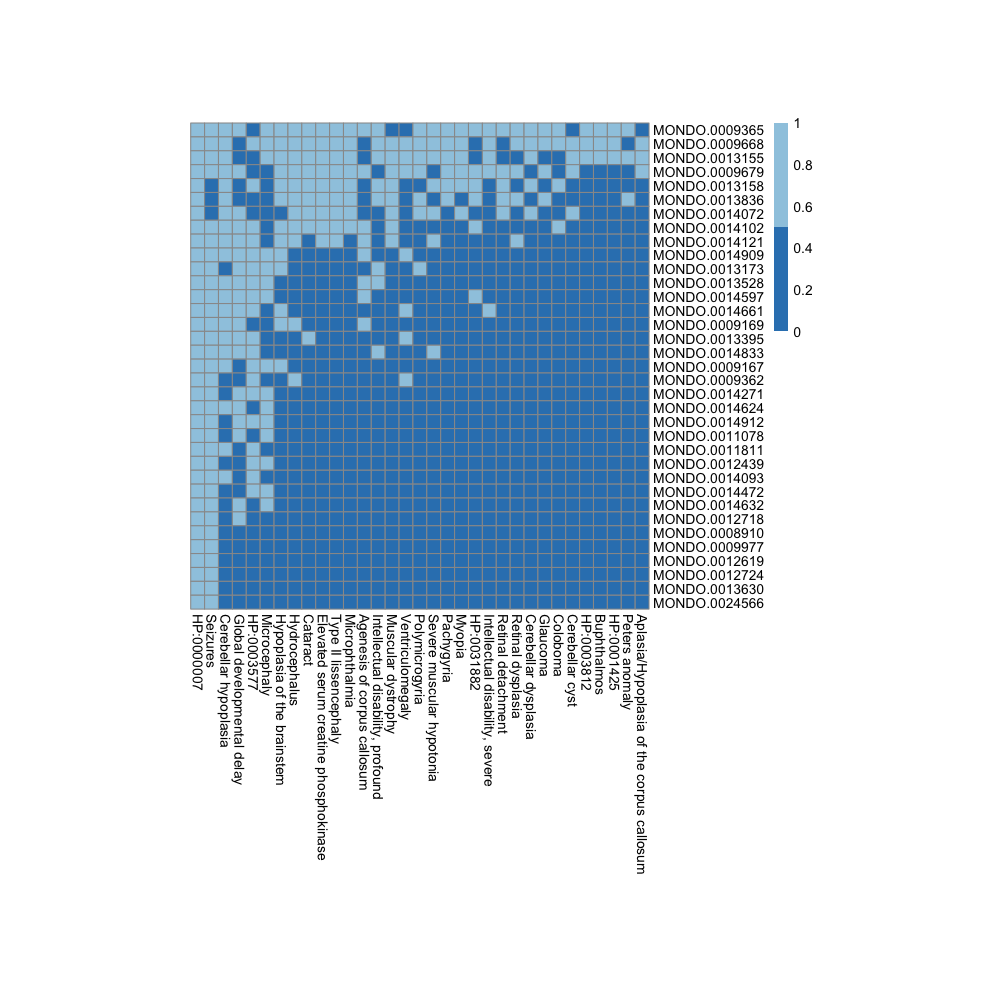 MONDO.0009365
MONDO.0009668
MONDO.0013155
MONDO.0009679
MONDO.0013158
MONDO.0013836
MONDO.0014072
MONDO.0014102
MONDO.0014121
MONDO.0014909
MONDO.0013173
MONDO.0013528
MONDO.0014597
MONDO.0014661
MONDO.0009169
MONDO.0013395
MONDO.0014833
MONDO.0009167
MONDO.0009362
MONDO.0014271
MONDO.0014624
MONDO.0014912
MONDO.0011078
MONDO.0011811
MONDO.0012439
MONDO.0014093
MONDO.0014472
MONDO.0014632
MONDO.0012718
MONDO.0008910
MONDO.0009977
MONDO.0012619
MONDO.0012724
MONDO.0013630
MONDO.0024566
1
0.8
0.6
0.4
0.2
0
HP:0000007
Seizures
Cerebellar hypoplasia
Global developmental delay
HP:0003577
Microcephaly
Hypoplasia of the brainstem
Hydrocephalus
Cataract
Elevated serum creatine phosphokinase
Type II lissencephaly
Microphthalmia
Agenesis of corpus callosum
Intellectual disability, profound
Muscular dystrophy
Ventriculomegaly
Polymicrogyria
Severe muscular hypotonia
Pachygyria
Myopia
HP:0031882
Intellectual disability, severe
Retinal detachment
Retinal dysplasia
Cerebellar dysplasia
Glaucoma
Coloboma
Cerebellar cyst
HP:0003812
Buphthalmos
HP:0001425
Peters anomaly
Aplasia/Hypoplasia of the corpus callosum